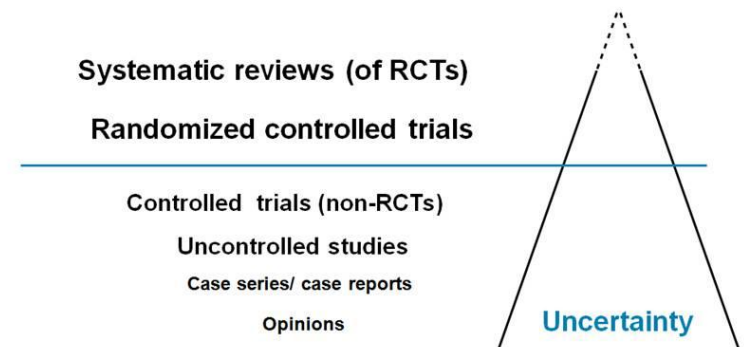 Systematic reviews (of RCTs)
Randomized controlled trials
Controlled trials (non-RCTs)
Uncontrolled studies
Case series/ case reports
Opinions
Uncertainty